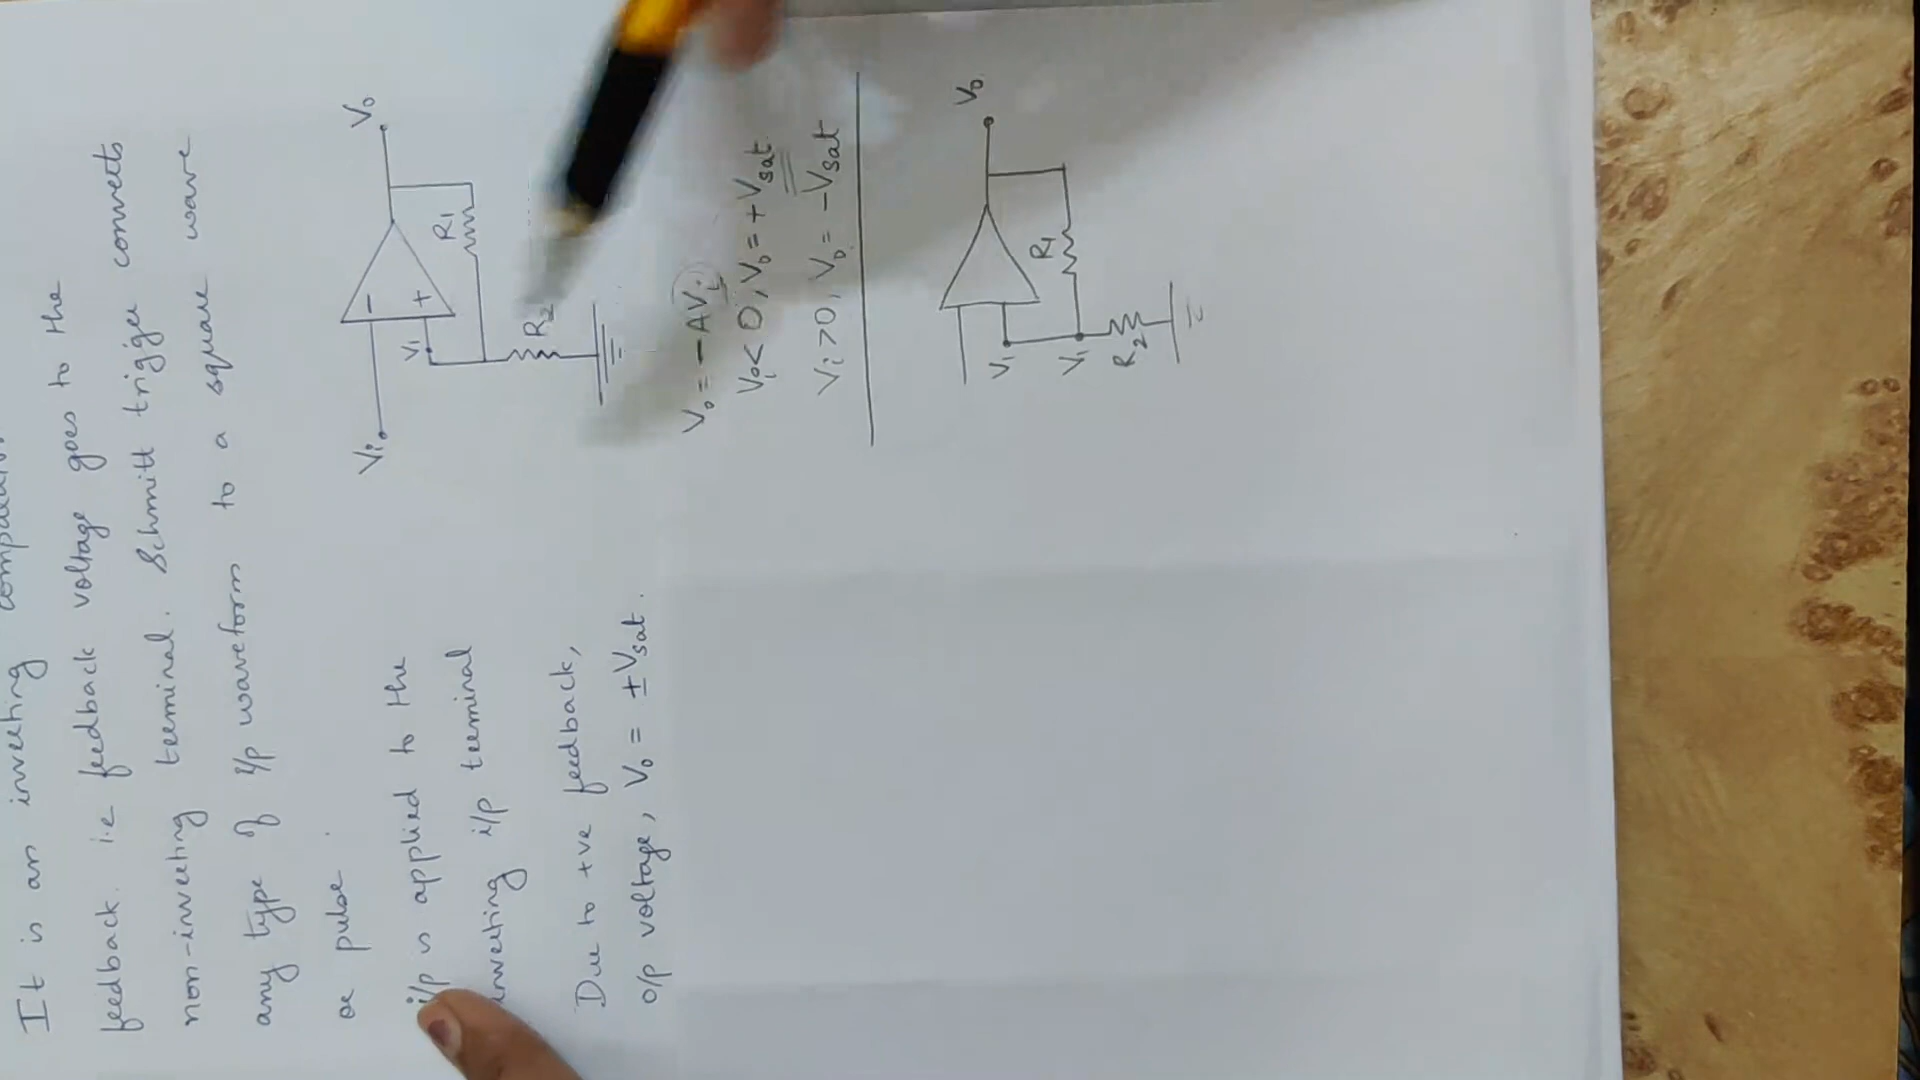 It is an inverting
feedback. i.e feedback voltage goes to the
non-inverting terminal. Schmitt trigger converts
any type of i/p waveform to a square wave
or pulse.
i/p is applied to the
inverting i/p terminal
Due to +ve feedback,
o/p voltage, V₀ = ±Vsat.
Vi
V₀
−
+
V₁
R₁
R₂
V₀ = −AVi
Vi < 0, V₀ = +Vsat
Vi > 0, V₀ = −Vsat
V₀
R₁
V₁
V₁
R₂